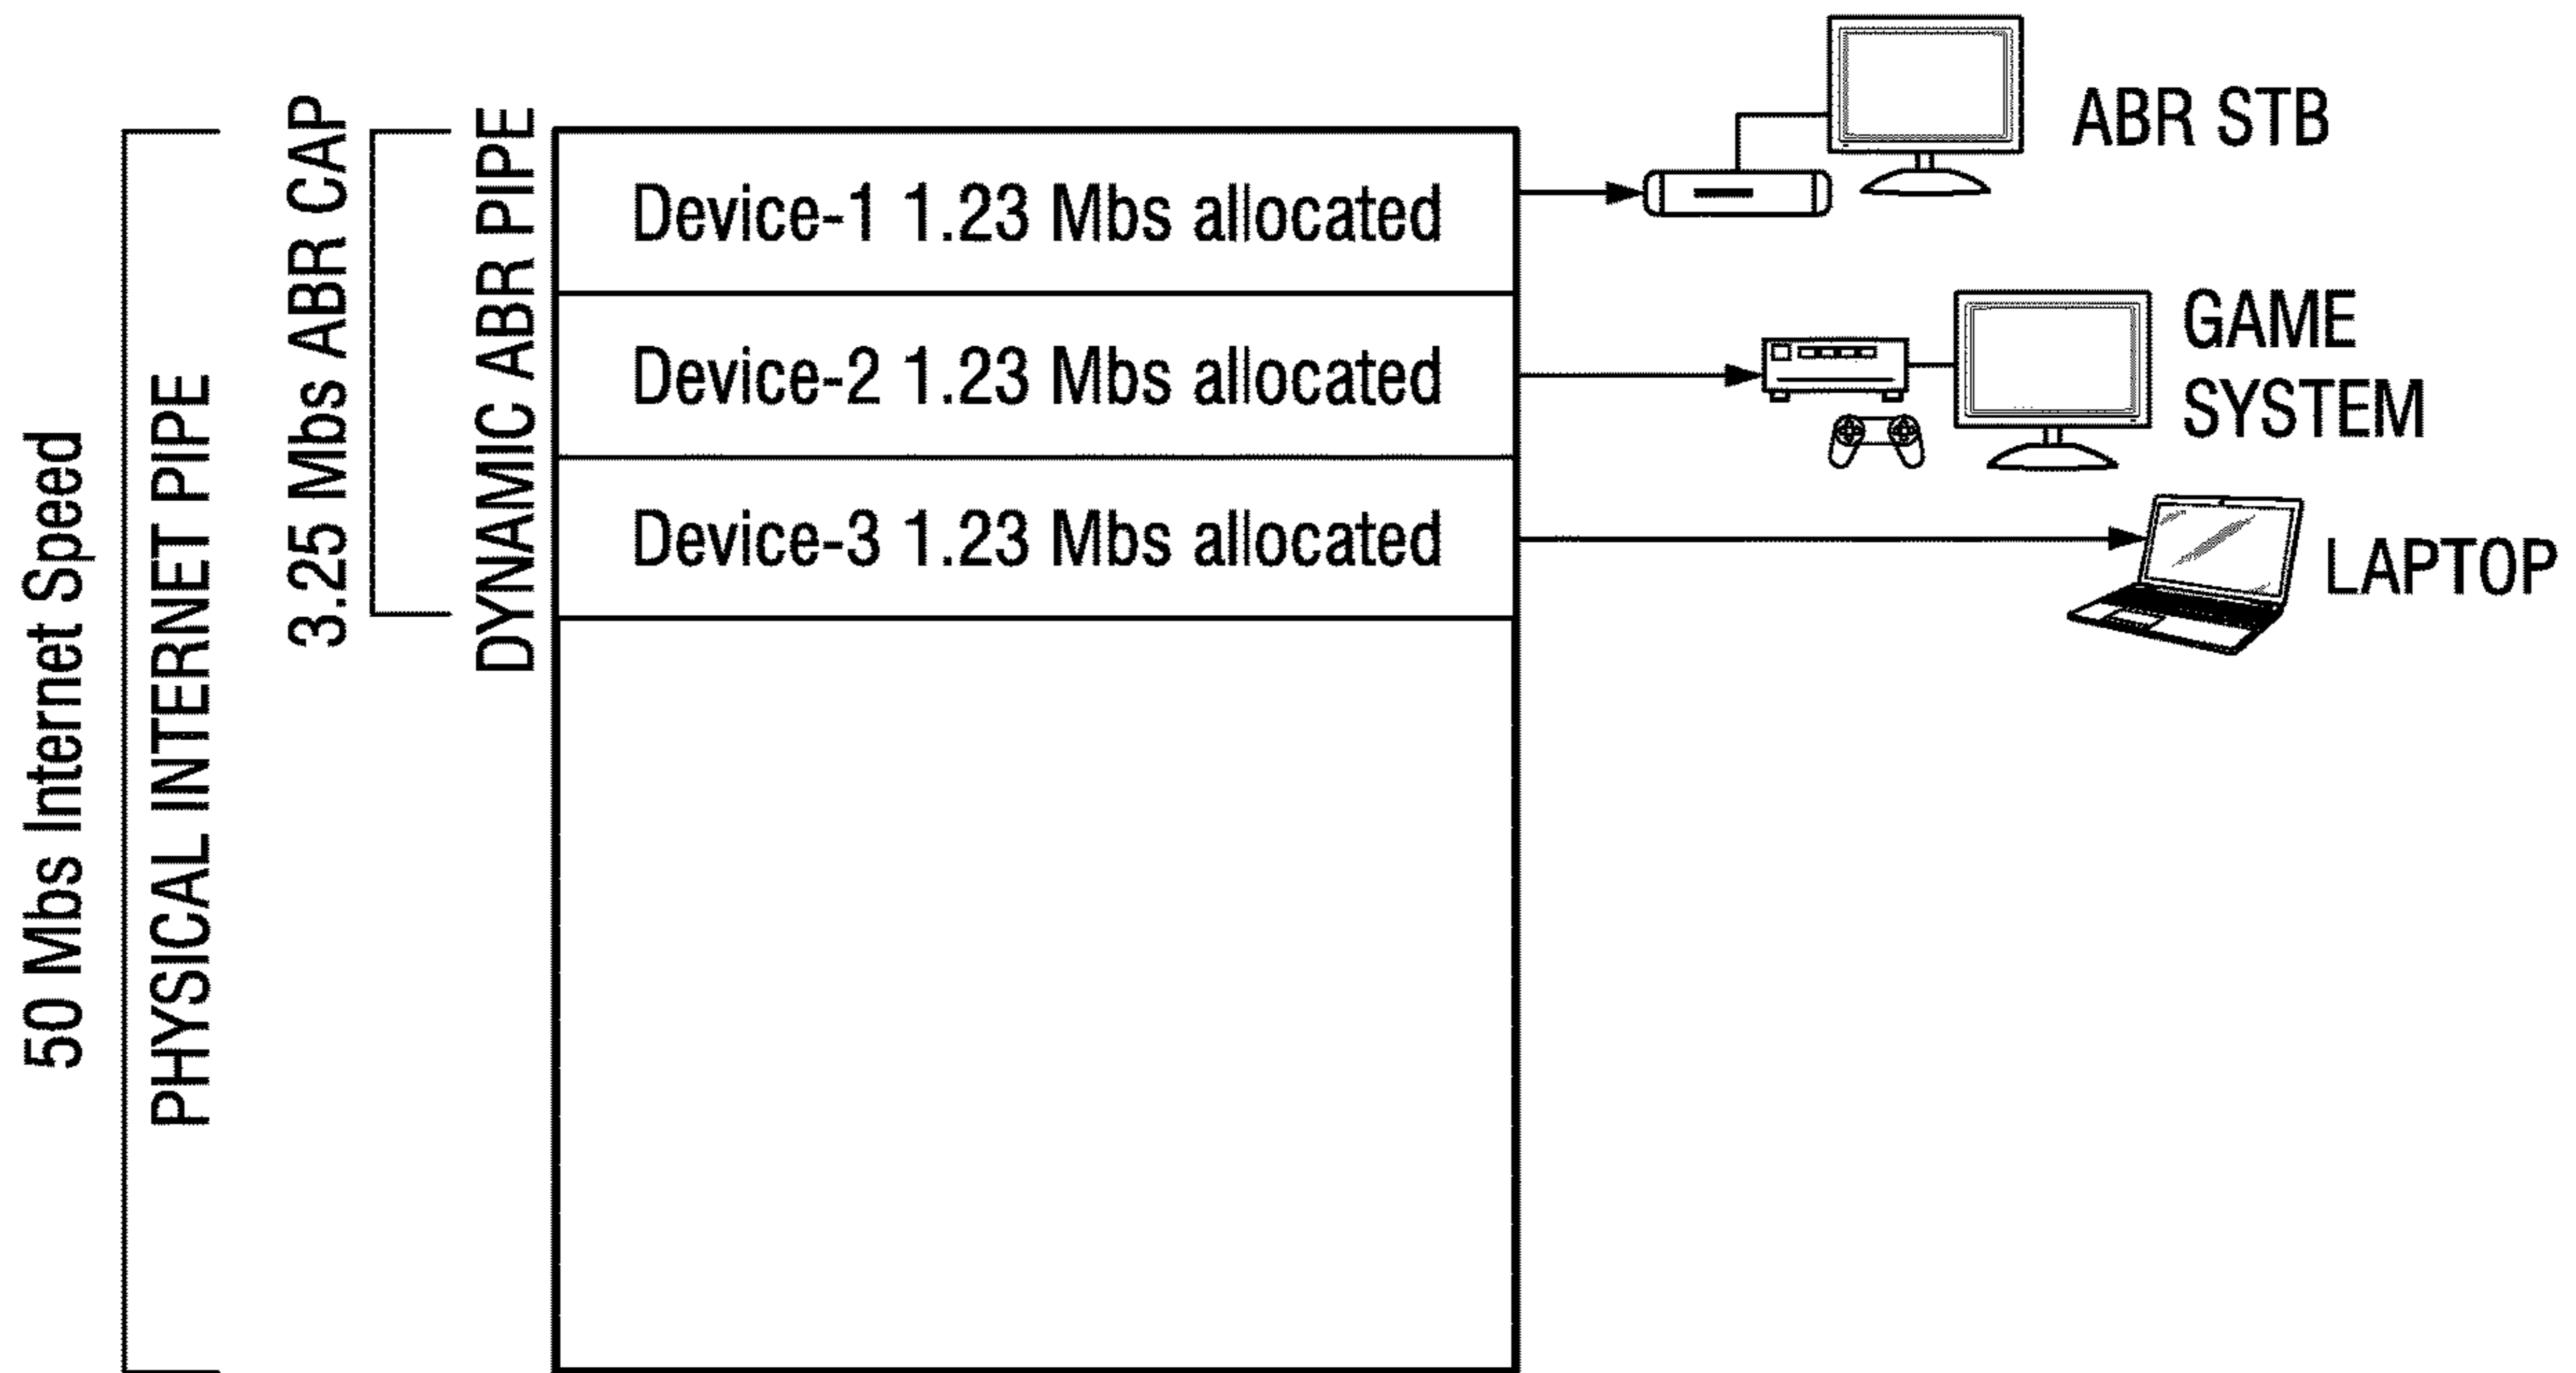 50 Mbs Internet Speed
PHYSICAL INTERNET PIPE
3.25 Mbs ABR CAP
DYNAMIC ABR PIPE
Device-1 1.23 Mbs allocated
Device-2 1.23 Mbs allocated
Device-3 1.23 Mbs allocated
ABR STB
GAME
SYSTEM
LAPTOP